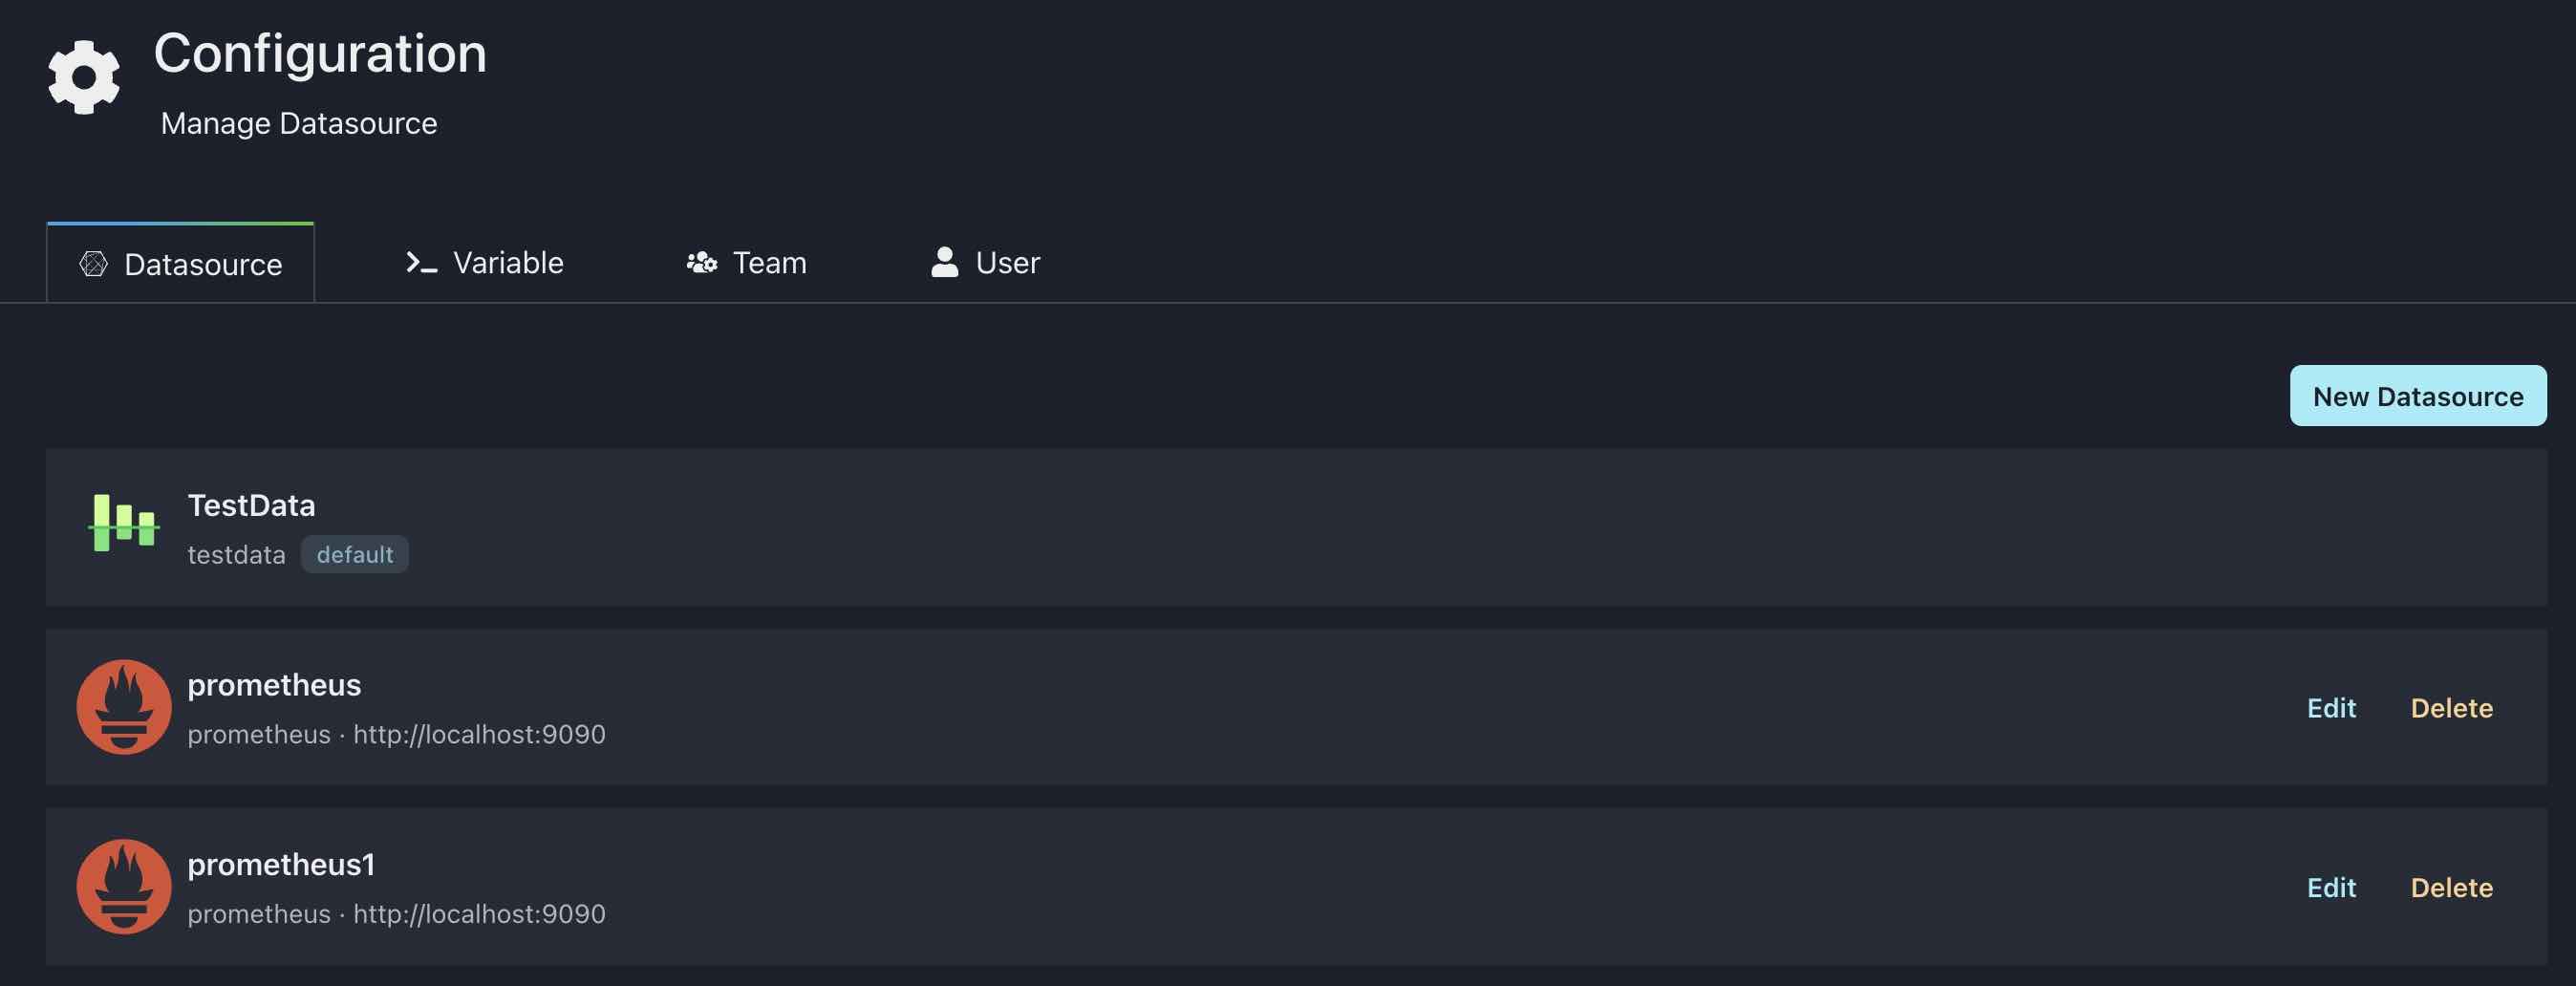 Configuration
Manage Datasource
Datasource
Variable
Team
User
New Datasource
TestData
testdata default
prometheus
prometheus · http://localhost:9090
Edit
Delete
prometheus1
prometheus · http://localhost:9090
Edit
Delete